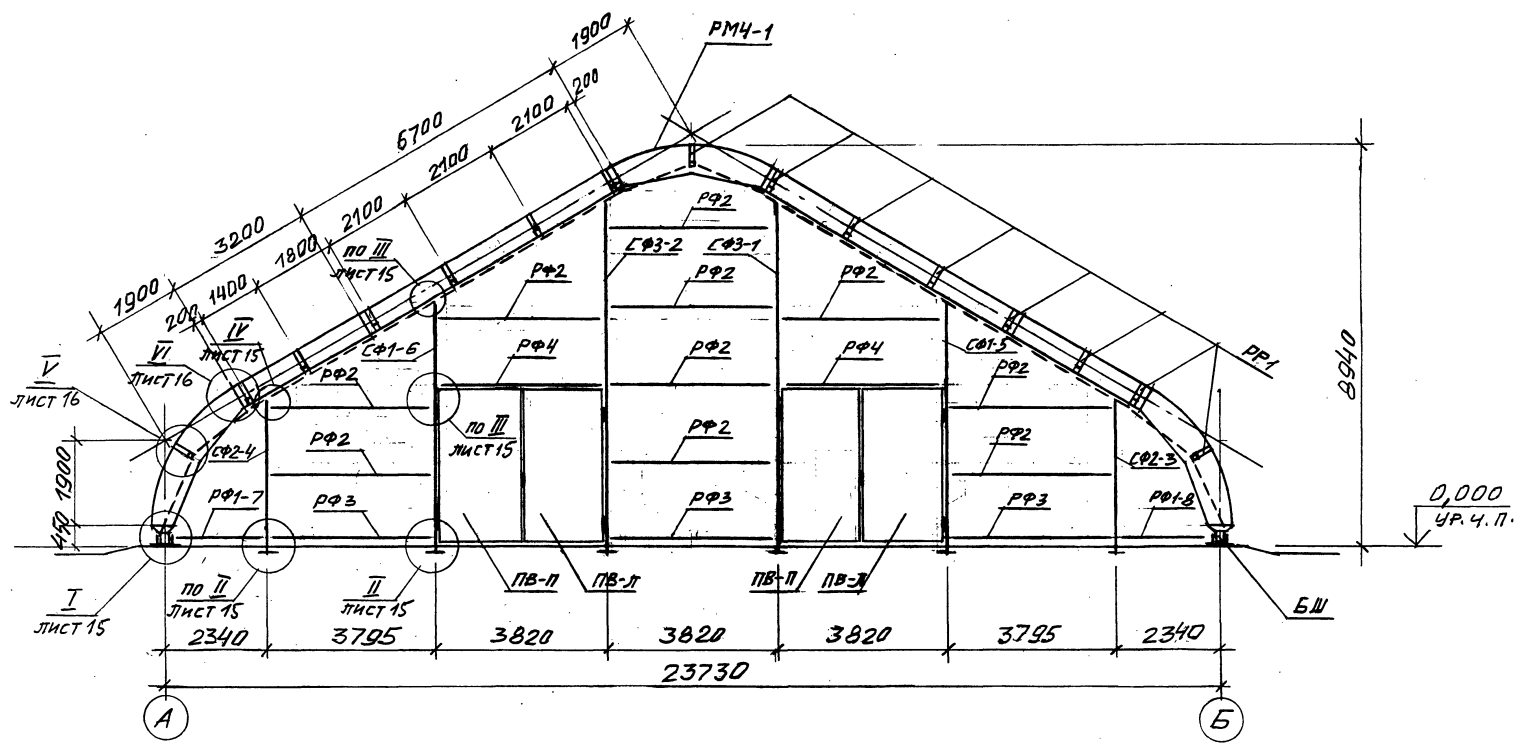 1900
РМ4-1
200
6700
2100
2100
3200
2100
1800
по III
лист 15
1900
1400
200
IV
лист 15
VI
лист 16
V
лист 16
РФ2
СФ3-2
СФ3-1
РФ2
РФ2
РФ2
8940
СФ1-6
РФ4
РФ2
РФ4
СФ1-5
РР1
РФ2
РФ2
1900
450
СФ2-4
РФ2
по III
лист 15
РФ2
РФ2
СФ2-3
РФ1-7
РФ3
РФ3
РФ3
РФ1-8
0,000
УР. Ч. П.
I
лист 15
по II
лист 15
II
лист 15
ПВ-П
ПВ-Л
ПВ-П
ПВ-Л
БШ
2340
3795
3820
3820
3820
3795
2340
23730
А
Б